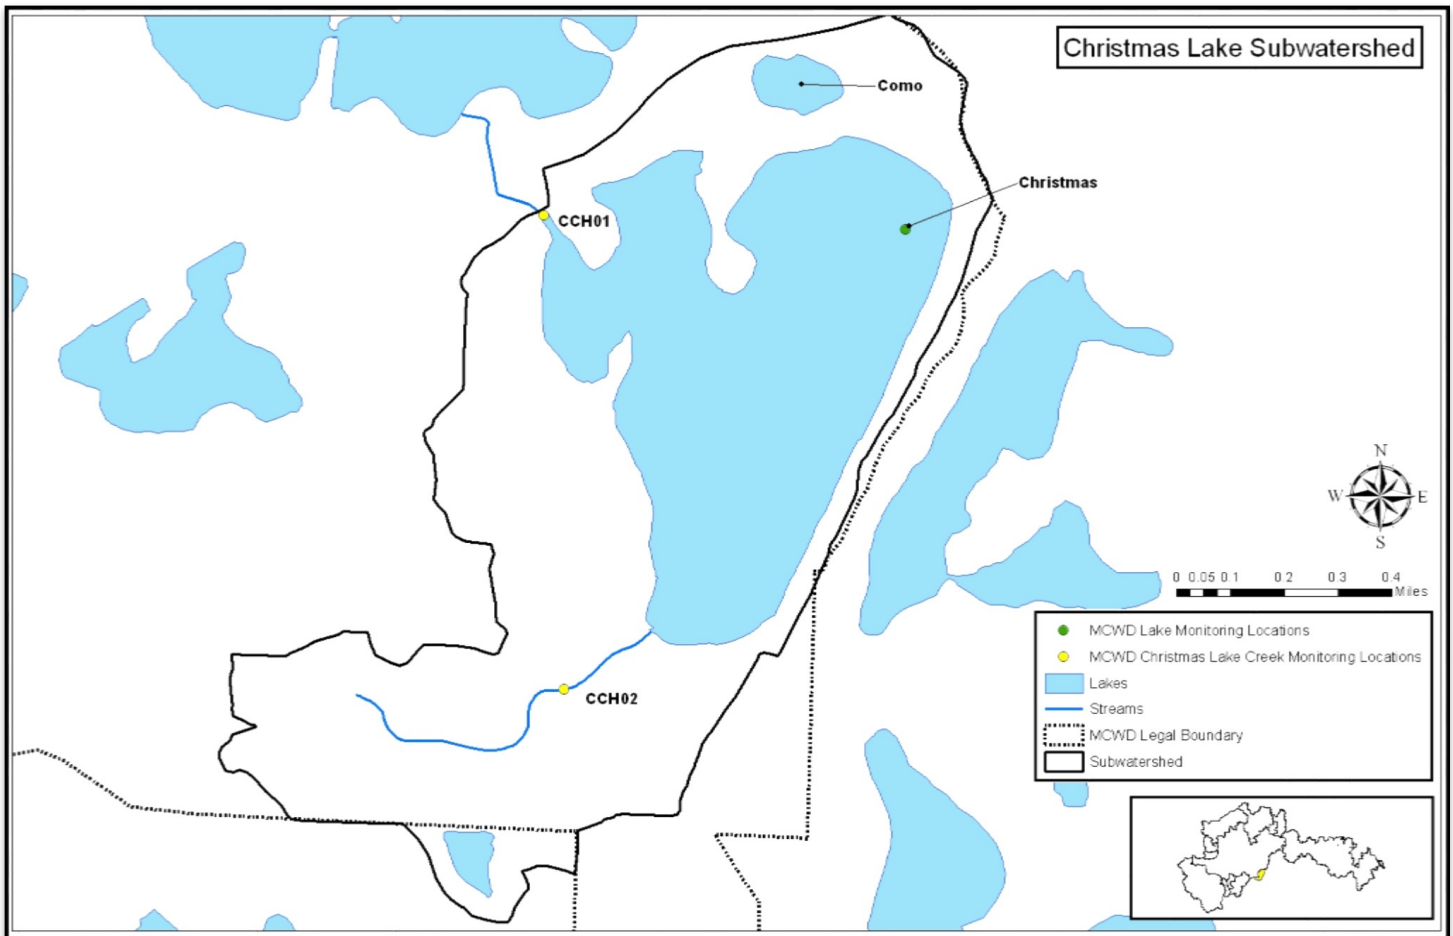 Christmas Lake Subwatershed
Como
Christmas
CCH01
N
W E
S
0 0.05 0.1 0.2 0.3 0.4
Miles
MCWD Lake Monitoring Locations
MCWD Christmas Lake Creek Monitoring Locations
Lakes
Streams
MCWD Legal Boundary
Subwatershed
CCH02